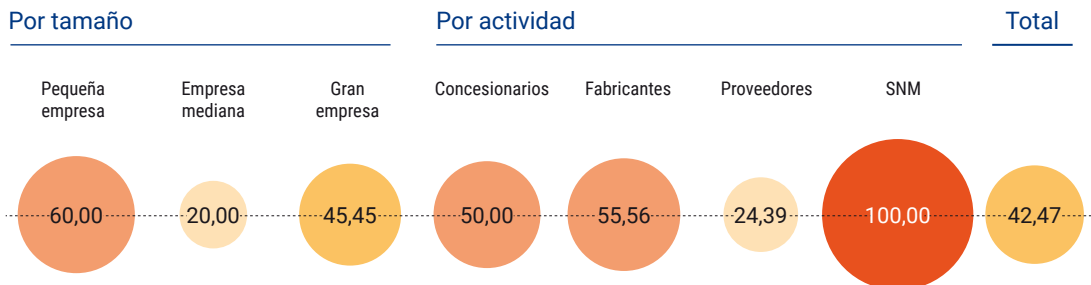 Por tamaño
Por actividad
Total
Pequeña
empresa
Empresa
mediana
Gran
empresa
Concesionarios
Fabricantes
Proveedores
SNM
60,00
20,00
45,45
50,00
55,56
24,39
100,00
42,47